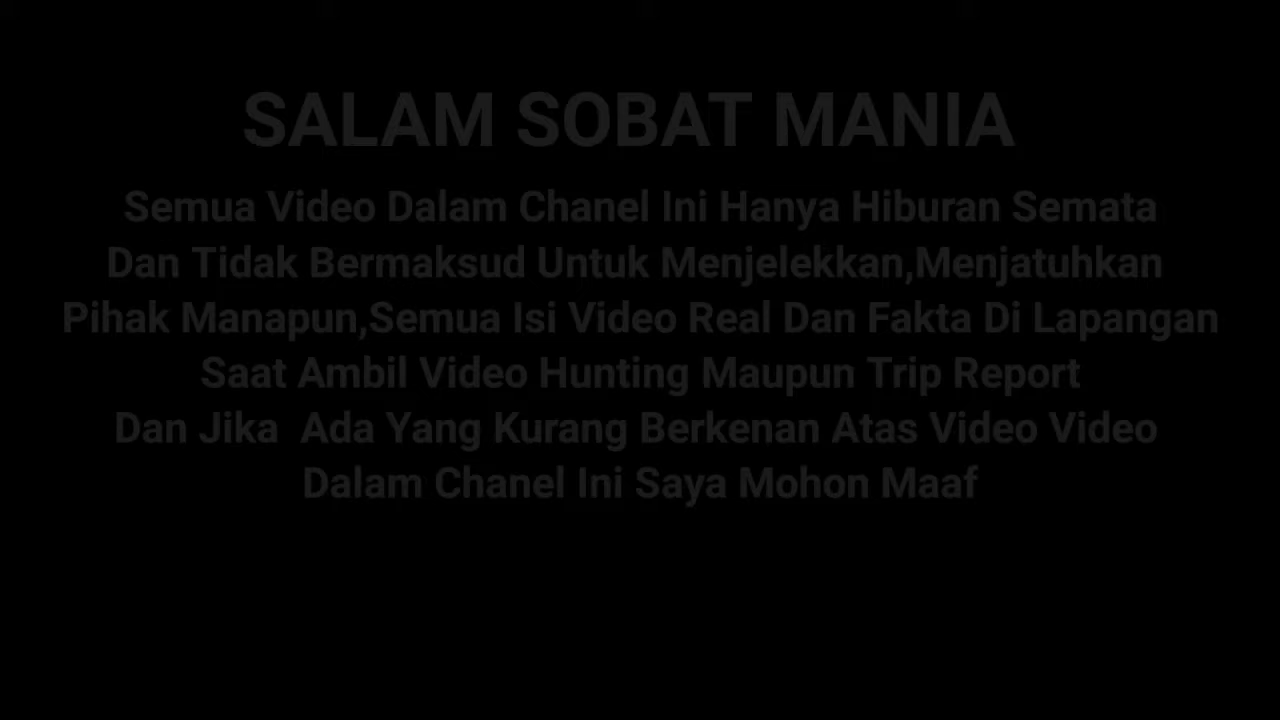 SALAM SOBAT MANIA
Semua Video Dalam Chanel Ini Hanya Hiburan Semata
Dan Tidak Bermaksud Untuk Menjelekkan,Menjatuhkan
Pihak Manapun,Semua Isi Video Real Dan Fakta Di Lapangan
Saat Ambil Video Hunting Maupun Trip Report
Dan Jika  Ada Yang Kurang Berkenan Atas Video Video
Dalam Chanel Ini Saya Mohon Maaf